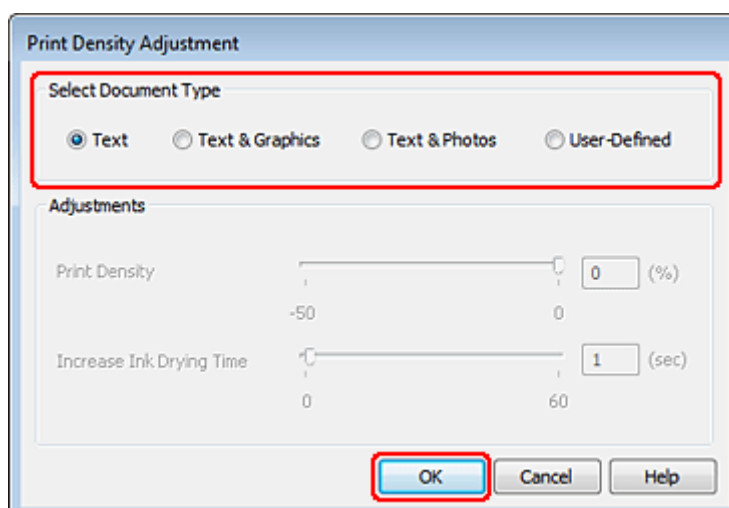 Print Density Adjustment
Select Document Type
Text Text & Graphics Text & Photos User-Defined
Adjustments
Print Density 0 (%)
-50 0
Increase Ink Drying Time 1 (sec)
0 60
OK Cancel Help